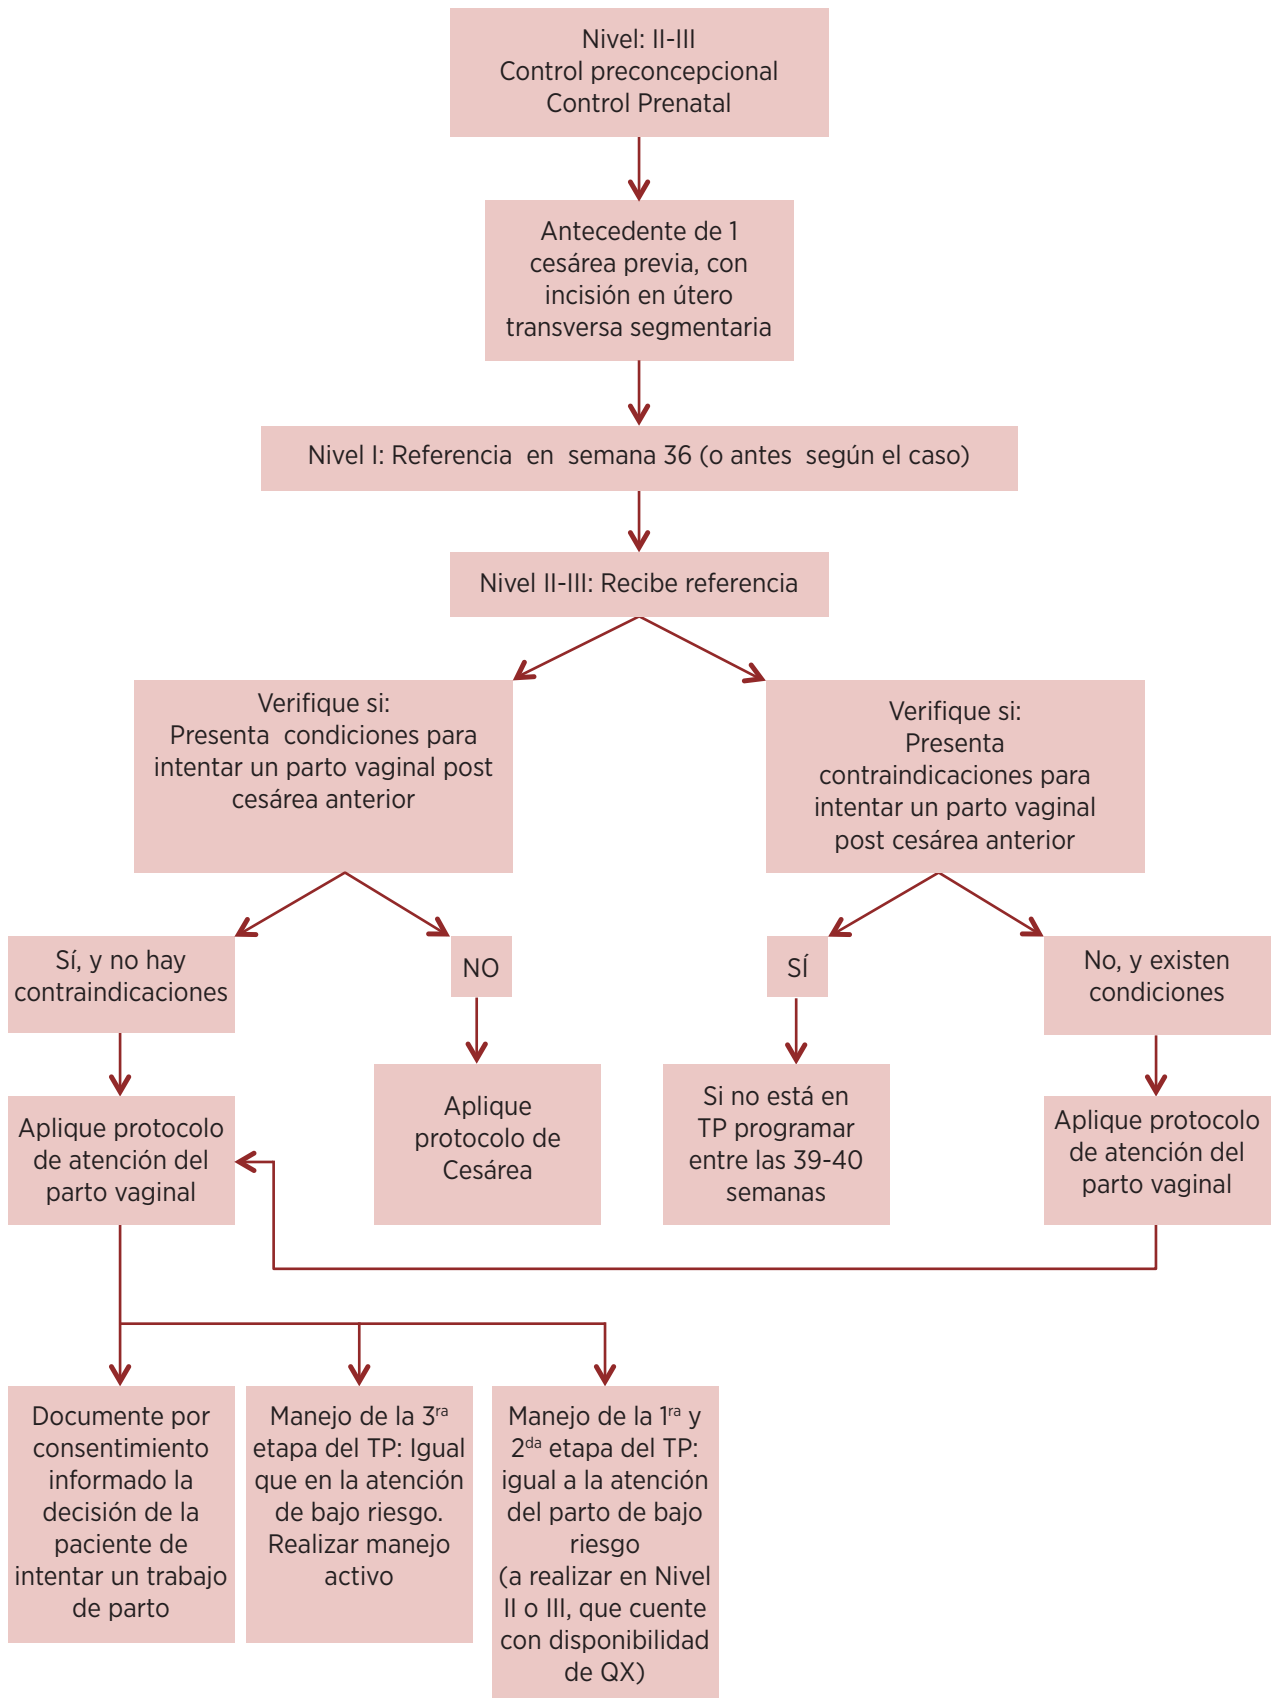 Nivel: II-III
Control preconcepcional
Control Prenatal
Antecedente de 1
cesárea previa, con
incisión en útero
transversa segmentaria
Nivel I: Referencia en semana 36 (o antes según el caso)
Nivel II-III: Recibe referencia
Verifique si:
Presenta condiciones para
intentar un parto vaginal post
cesárea anterior
Verifique si:
Presenta
contraindicaciones para
intentar un parto vaginal
post cesárea anterior
Sí, y no hay
contraindicaciones
NO
SÍ
No, y existen
condiciones
Aplique protocolo
de atención del
parto vaginal
Aplique
protocolo de
Cesárea
Si no está en
TP programar
entre las 39-40
semanas
Aplique protocolo
de atención del
parto vaginal
Documente por
consentimiento
informado la
decisión de la
paciente de
intentar un trabajo
de parto
Manejo de la 3ra
etapa del TP: Igual
que en la atención
de bajo riesgo.
Realizar manejo
activo
Manejo de la 1ra y
2da etapa del TP:
igual a la atención
del parto de bajo
riesgo
(a realizar en Nivel
II o III, que cuente
con disponibilidad
de QX)